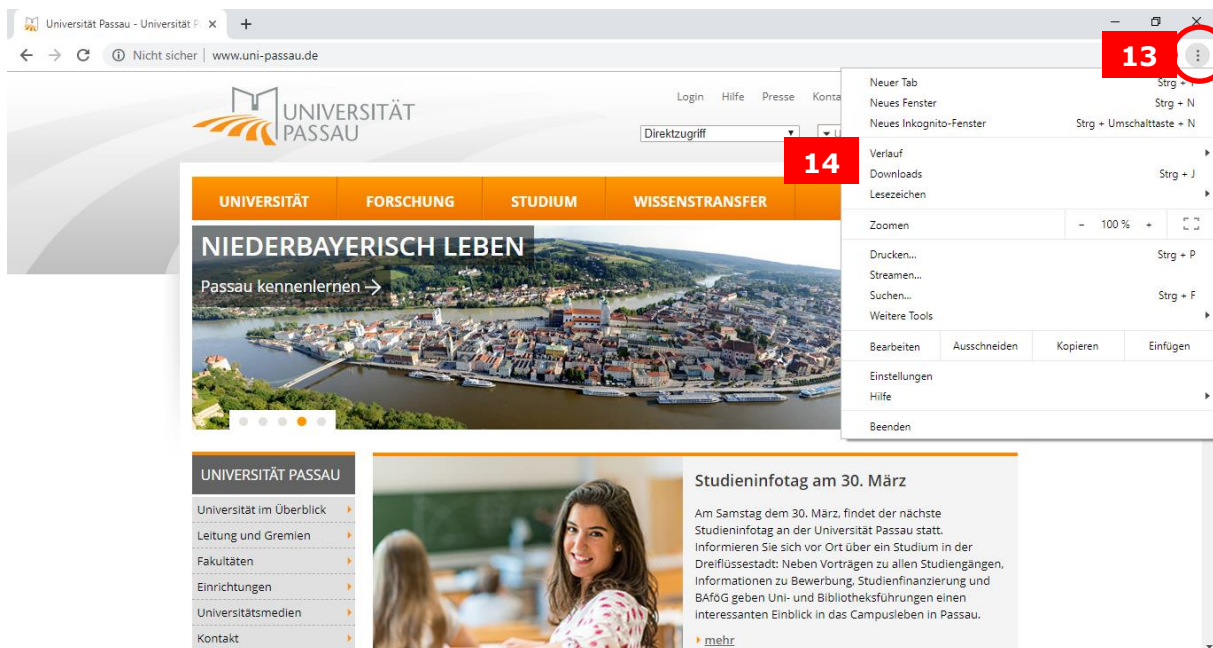 Universität Passau - Universität P
Nicht sicher | www.uni-passau.de
13
UNIVERSITÄT
PASSAU
Login Hilfe Presse Konta
Direktzugriff
Neuer Tab Strg + T
Neues Fenster Strg + N
Neues Inkognito-Fenster Strg + Umschalttaste + N
14
Verlauf
Downloads Strg + J
Lesezeichen
Zoomen - 100 % +
Drucken... Strg + P
Streamen...
Suchen... Strg + F
Weitere Tools
Bearbeiten Ausschneiden Kopieren Einfügen
Einstellungen
Hilfe
Beenden
UNIVERSITÄT FORSCHUNG STUDIUM WISSENSTRANSFER
NIEDERBAYERISCH LEBEN
Passau kennenlernen →
UNIVERSITÄT PASSAU
Universität im Überblick
Leitung und Gremien
Fakultäten
Einrichtungen
Universitätsmedien
Kontakt
Studieninfotag am 30. März
Am Samstag dem 30. März, findet der nächste
Studieninfotag an der Universität Passau statt.
Informieren Sie sich vor Ort über ein Studium in der
Dreiflüssestadt: Neben Vorträgen zu allen Studiengängen,
Informationen zu Bewerbung, Studienfinanzierung und
BAföG geben Uni- und Bibliotheksführungen einen
interessanten Einblick in das Campusleben in Passau.
mehr